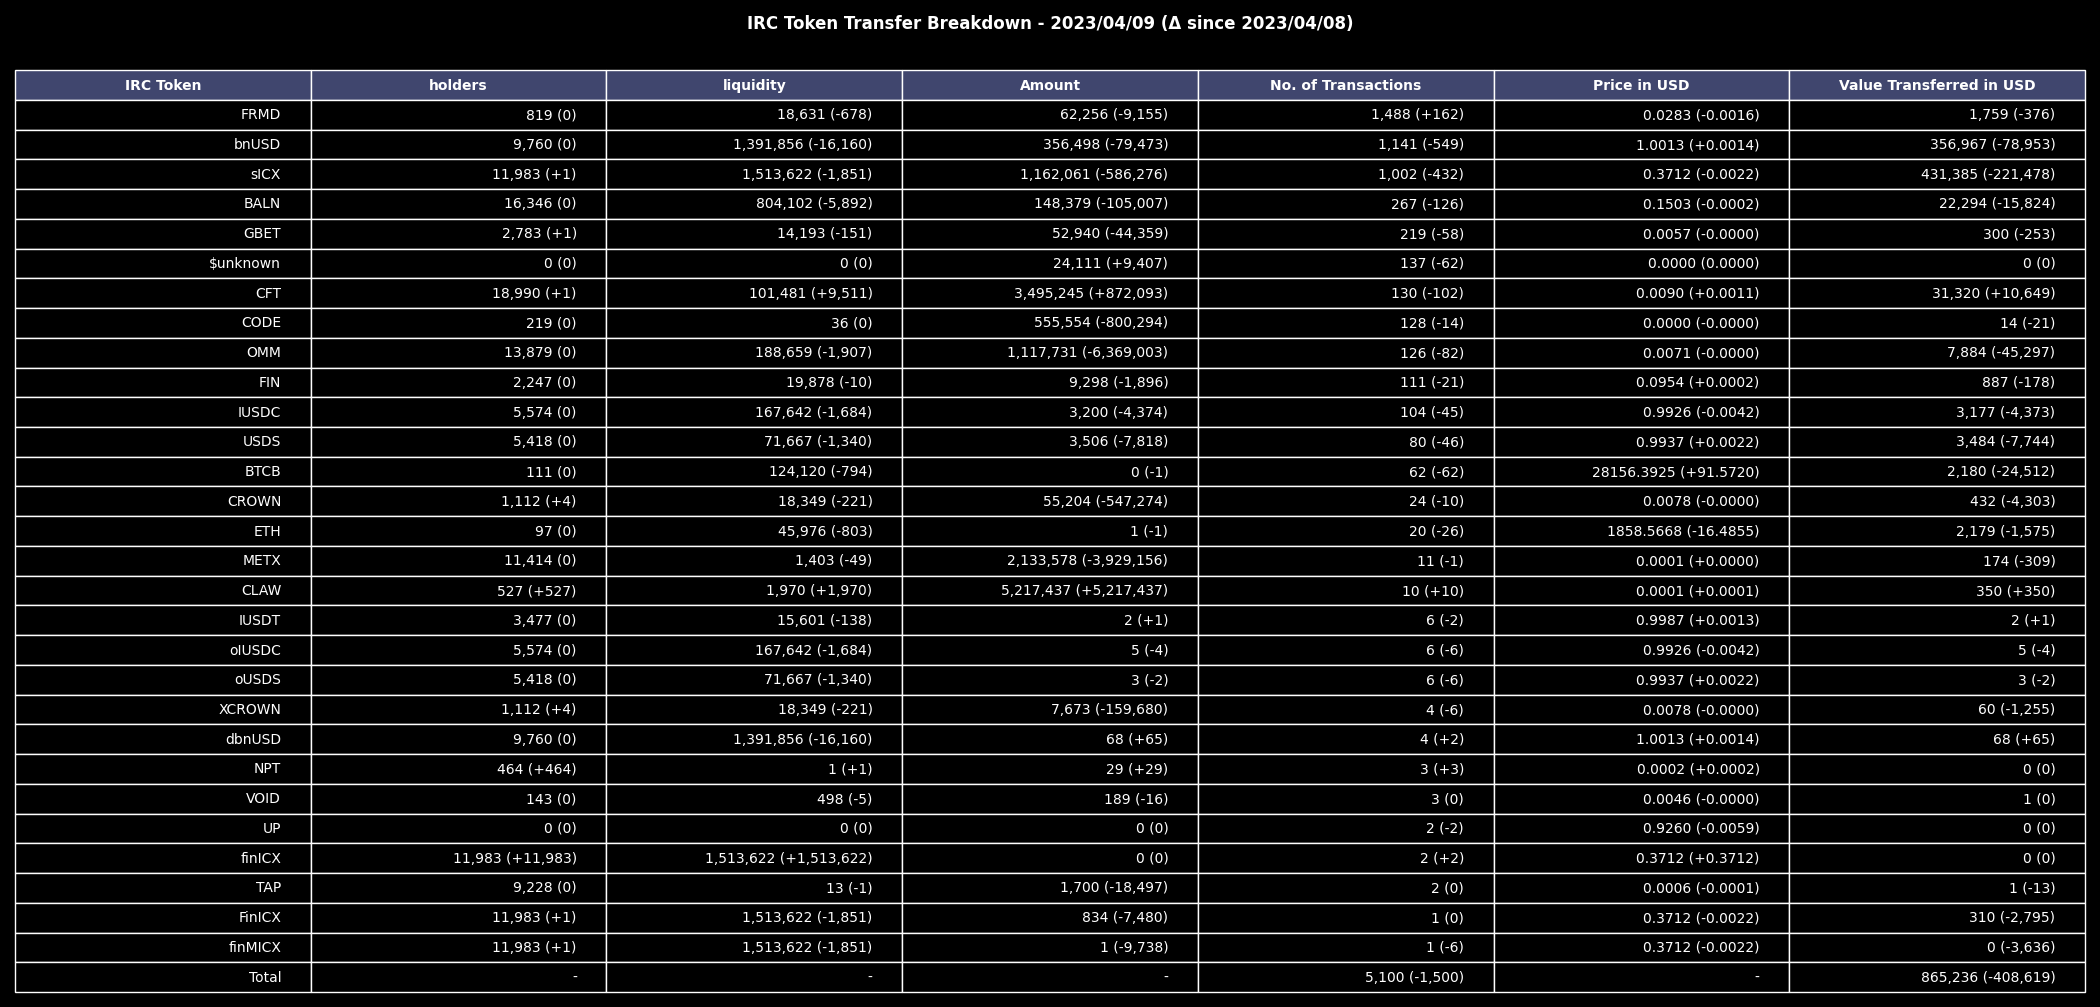 IRC Token Transfer Breakdown - 2023/04/09 (Δ since 2023/04/08)
IRC Token holders liquidity Amount No. of Transactions Price in USD Value Transferred in USD
FRMD 819 (0) 18,631 (-678) 62,256 (-9,155) 1,488 (+162) 0.0283 (-0.0016) 1,759 (-376)
bnUSD 9,760 (0) 1,391,856 (-16,160) 356,498 (-79,473) 1,141 (-549) 1.0013 (+0.0014) 356,967 (-78,953)
sICX 11,983 (+1) 1,513,622 (-1,851) 1,162,061 (-586,276) 1,002 (-432) 0.3712 (-0.0022) 431,385 (-221,478)
BALN 16,346 (0) 804,102 (-5,892) 148,379 (-105,007) 267 (-126) 0.1503 (-0.0002) 22,294 (-15,824)
GBET 2,783 (+1) 14,193 (-151) 52,940 (-44,359) 219 (-58) 0.0057 (-0.0000) 300 (-253)
$unknown 0 (0) 0 (0) 24,111 (+9,407) 137 (-62) 0.0000 (0.0000) 0 (0)
CFT 18,990 (+1) 101,481 (+9,511) 3,495,245 (+872,093) 130 (-102) 0.0090 (+0.0011) 31,320 (+10,649)
CODE 219 (0) 36 (0) 555,554 (-800,294) 128 (-14) 0.0000 (-0.0000) 14 (-21)
OMM 13,879 (0) 188,659 (-1,907) 1,117,731 (-6,369,003) 126 (-82) 0.0071 (-0.0000) 7,884 (-45,297)
FIN 2,247 (0) 19,878 (-10) 9,298 (-1,896) 111 (-21) 0.0954 (+0.0002) 887 (-178)
IUSDC 5,574 (0) 167,642 (-1,684) 3,200 (-4,374) 104 (-45) 0.9926 (-0.0042) 3,177 (-4,373)
USDS 5,418 (0) 71,667 (-1,340) 3,506 (-7,818) 80 (-46) 0.9937 (+0.0022) 3,484 (-7,744)
BTCB 111 (0) 124,120 (-794) 0 (-1) 62 (-62) 28156.3925 (+91.5720) 2,180 (-24,512)
CROWN 1,112 (+4) 18,349 (-221) 55,204 (-547,274) 24 (-10) 0.0078 (-0.0000) 432 (-4,303)
ETH 97 (0) 45,976 (-803) 1 (-1) 20 (-26) 1858.5668 (-16.4855) 2,179 (-1,575)
METX 11,414 (0) 1,403 (-49) 2,133,578 (-3,929,156) 11 (-1) 0.0001 (+0.0000) 174 (-309)
CLAW 527 (+527) 1,970 (+1,970) 5,217,437 (+5,217,437) 10 (+10) 0.0001 (+0.0001) 350 (+350)
IUSDT 3,477 (0) 15,601 (-138) 2 (+1) 6 (-2) 0.9987 (+0.0013) 2 (+1)
oIUSDC 5,574 (0) 167,642 (-1,684) 5 (-4) 6 (-6) 0.9926 (-0.0042) 5 (-4)
oUSDS 5,418 (0) 71,667 (-1,340) 3 (-2) 6 (-6) 0.9937 (+0.0022) 3 (-2)
XCROWN 1,112 (+4) 18,349 (-221) 7,673 (-159,680) 4 (-6) 0.0078 (-0.0000) 60 (-1,255)
dbnUSD 9,760 (0) 1,391,856 (-16,160) 68 (+65) 4 (+2) 1.0013 (+0.0014) 68 (+65)
NPT 464 (+464) 1 (+1) 29 (+29) 3 (+3) 0.0002 (+0.0002) 0 (0)
VOID 143 (0) 498 (-5) 189 (-16) 3 (0) 0.0046 (-0.0000) 1 (0)
UP 0 (0) 0 (0) 0 (0) 2 (-2) 0.9260 (-0.0059) 0 (0)
finICX 11,983 (+11,983) 1,513,622 (+1,513,622) 0 (0) 2 (+2) 0.3712 (+0.3712) 0 (0)
TAP 9,228 (0) 13 (-1) 1,700 (-18,497) 2 (0) 0.0006 (-0.0001) 1 (-13)
FinICX 11,983 (+1) 1,513,622 (-1,851) 834 (-7,480) 1 (0) 0.3712 (-0.0022) 310 (-2,795)
finMICX 11,983 (+1) 1,513,622 (-1,851) 1 (-9,738) 1 (-6) 0.3712 (-0.0022) 0 (-3,636)
Total - - - 5,100 (-1,500) - 865,236 (-408,619)